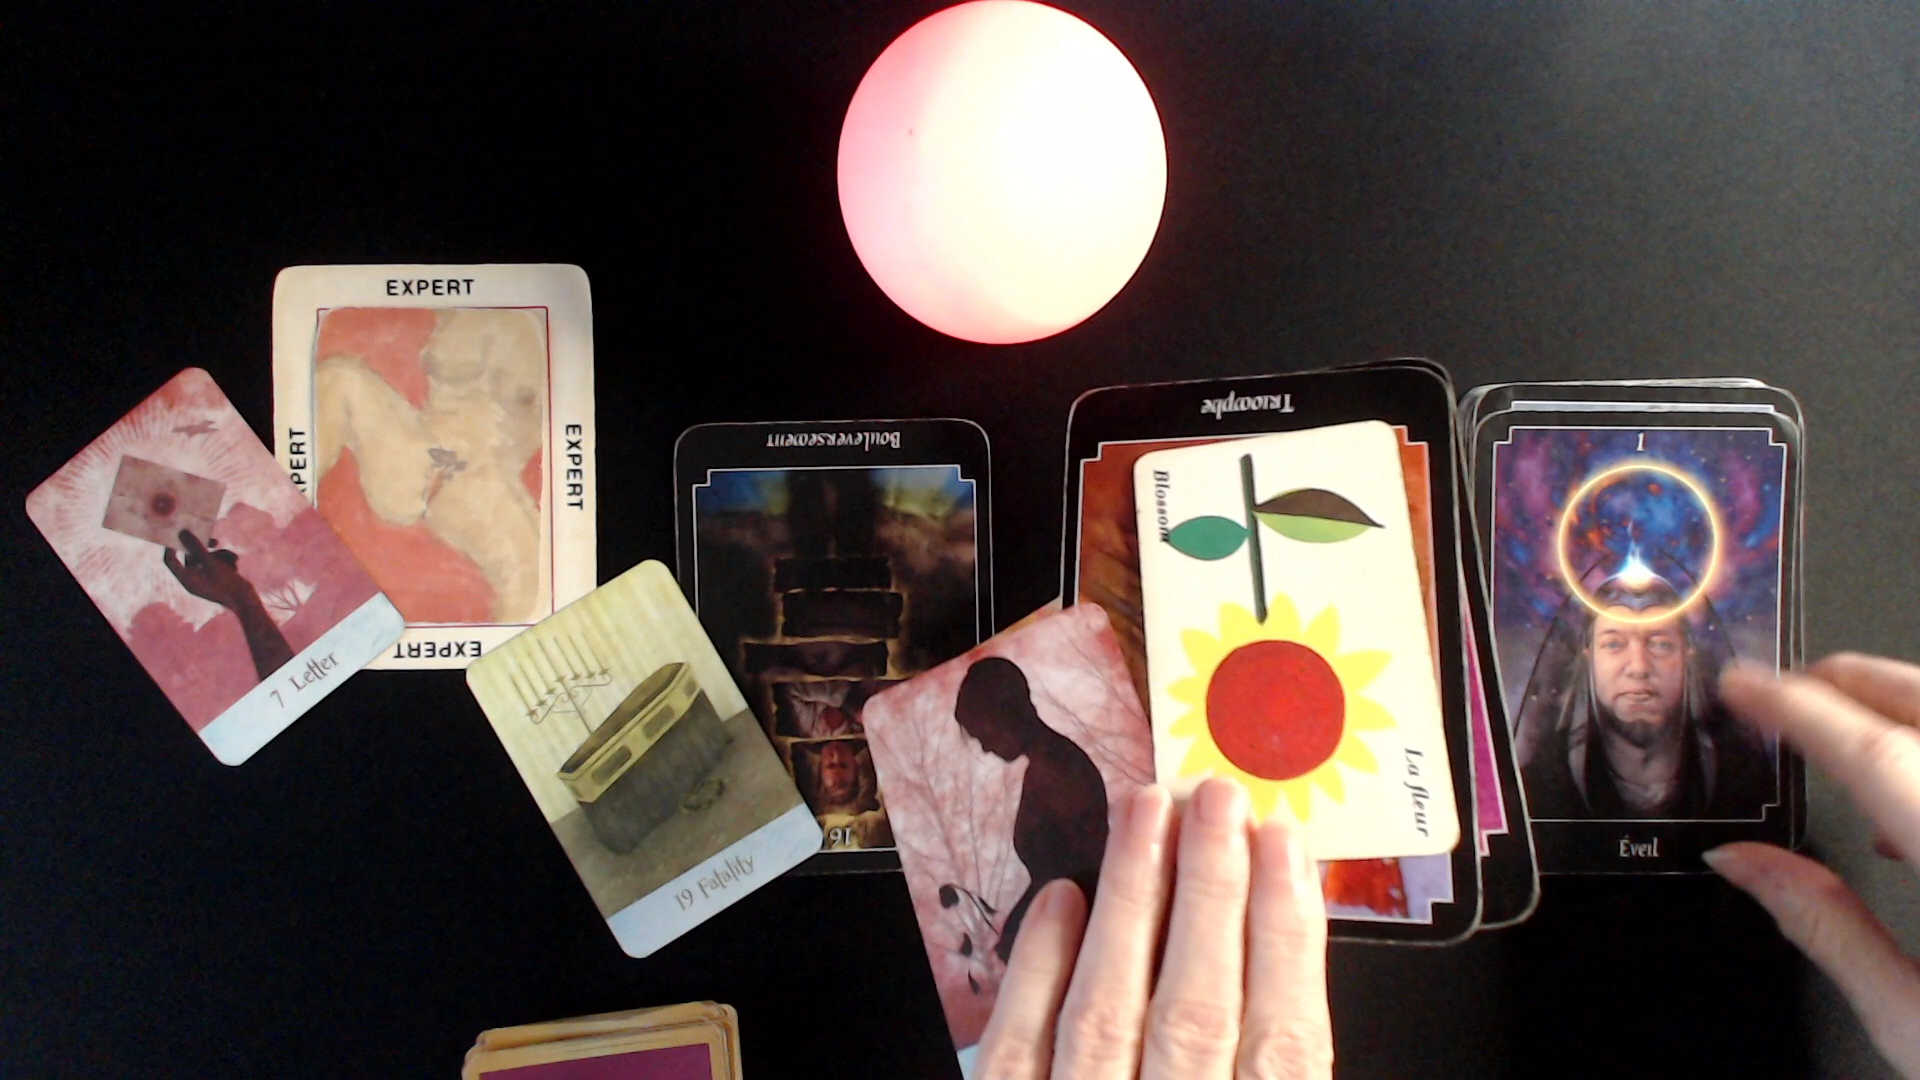 EXPERT
EXPERT
EXPERT
EXPERT
7 Letter
19 Fatality
Bouleversement
16
Triomphe
Blossom
La fleur
1
Éveil